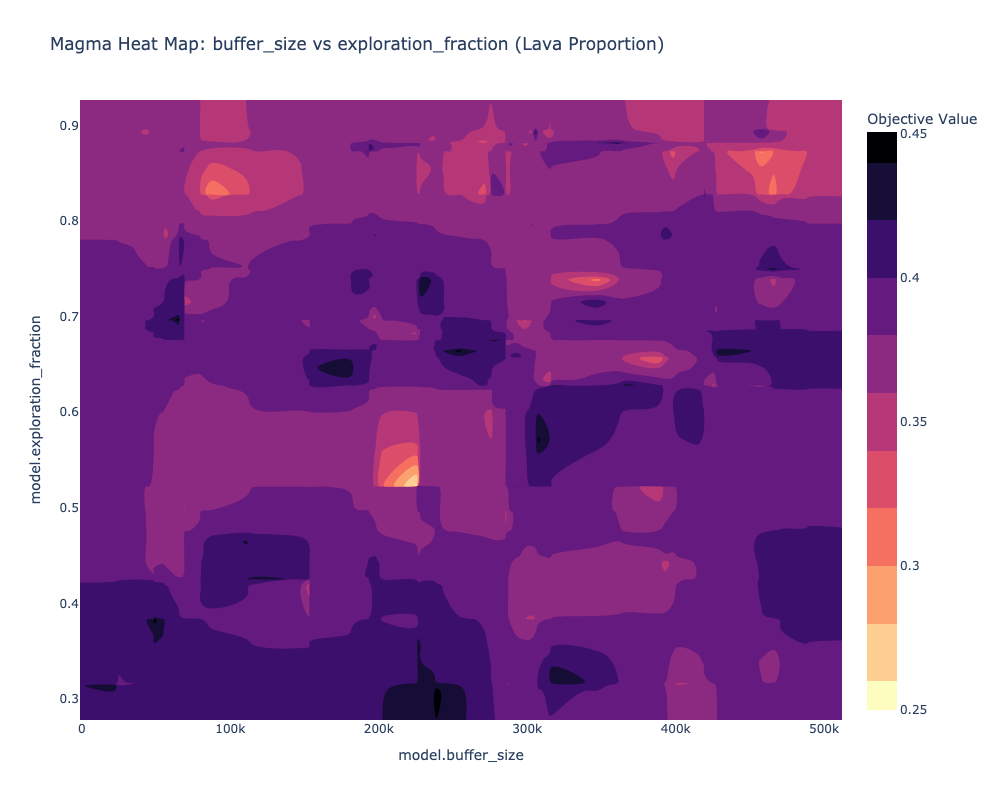 Magma Heat Map: buffer_size vs exploration_fraction (Lava Proportion)
Objective Value
0.45
0.4
0.35
0.3
0.25
model.exploration_fraction
0.9
0.8
0.7
0.6
0.5
0.4
0.3
0
100k
200k
300k
400k
500k
model.buffer_size